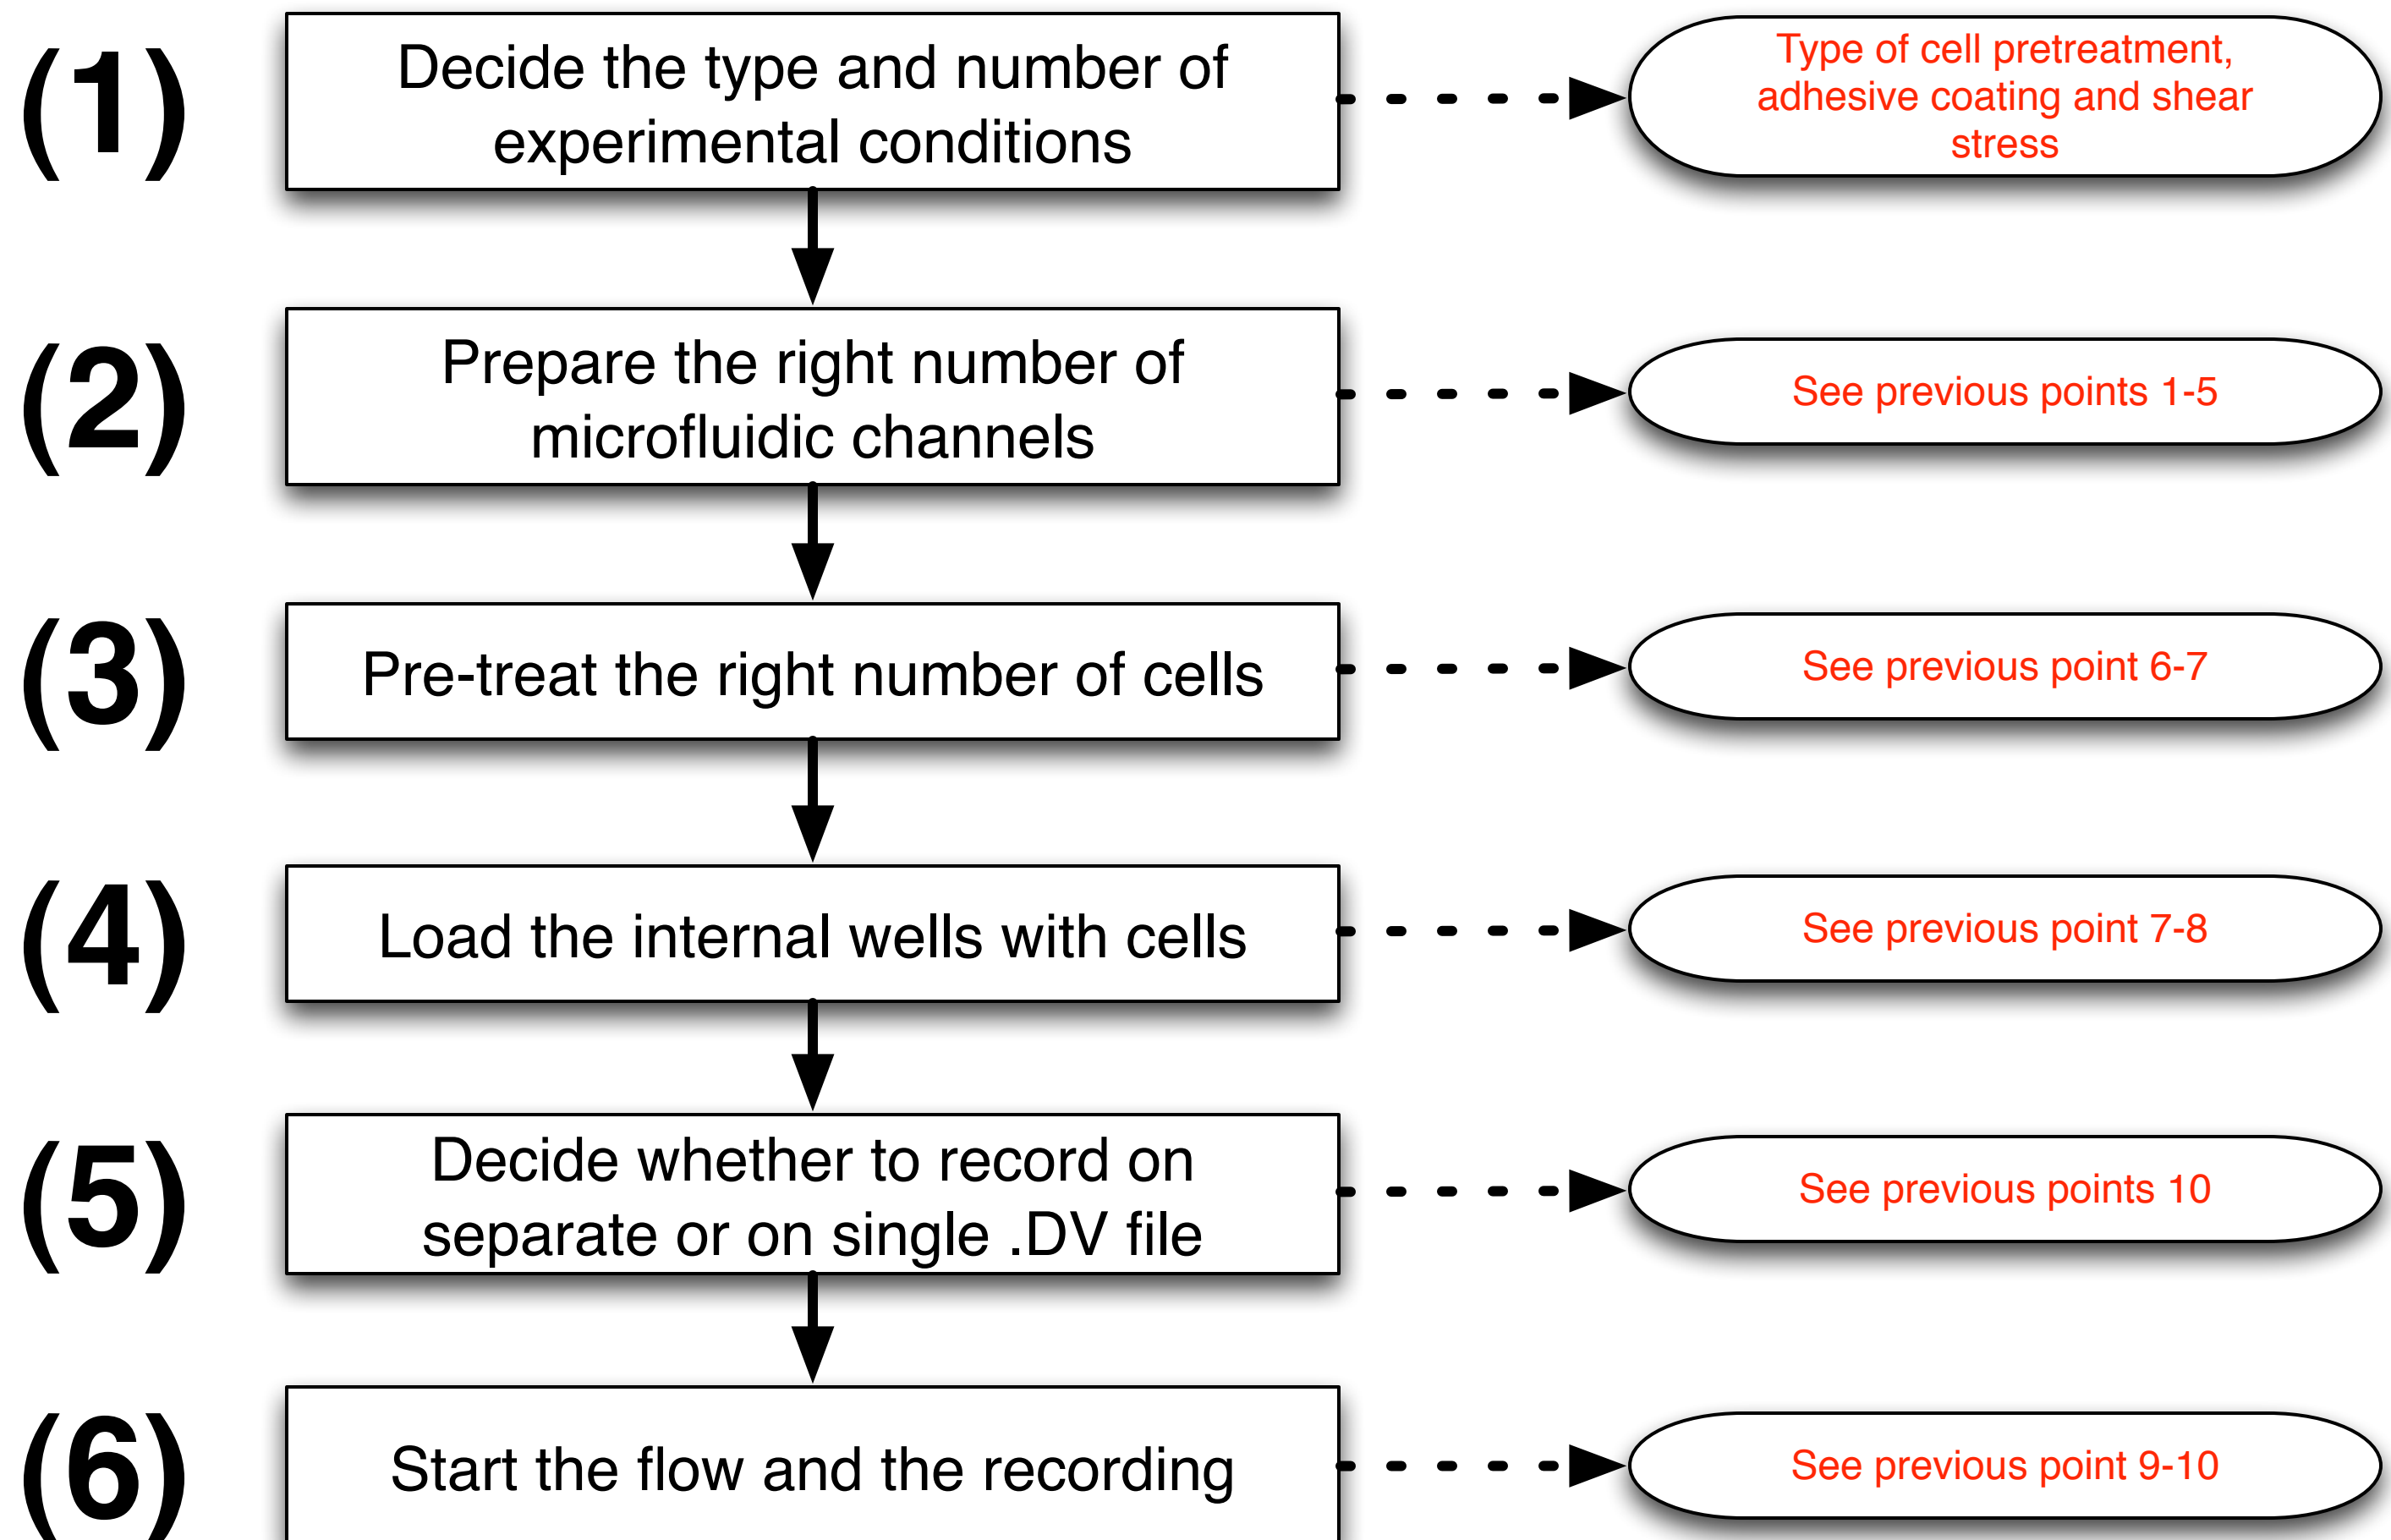 (1)
Decide the type and number of
experimental conditions
Type of cell pretreatment,
adhesive coating and shear
stress
(2)
Prepare the right number of
microfluidic channels
See previous points 1-5
(3)
Pre-treat the right number of cells
See previous point 6-7
(4)
Load the internal wells with cells
See previous point 7-8
(5)
Decide whether to record on
separate or on single .DV file
See previous points 10
(6)
Start the flow and the recording
See previous point 9-10